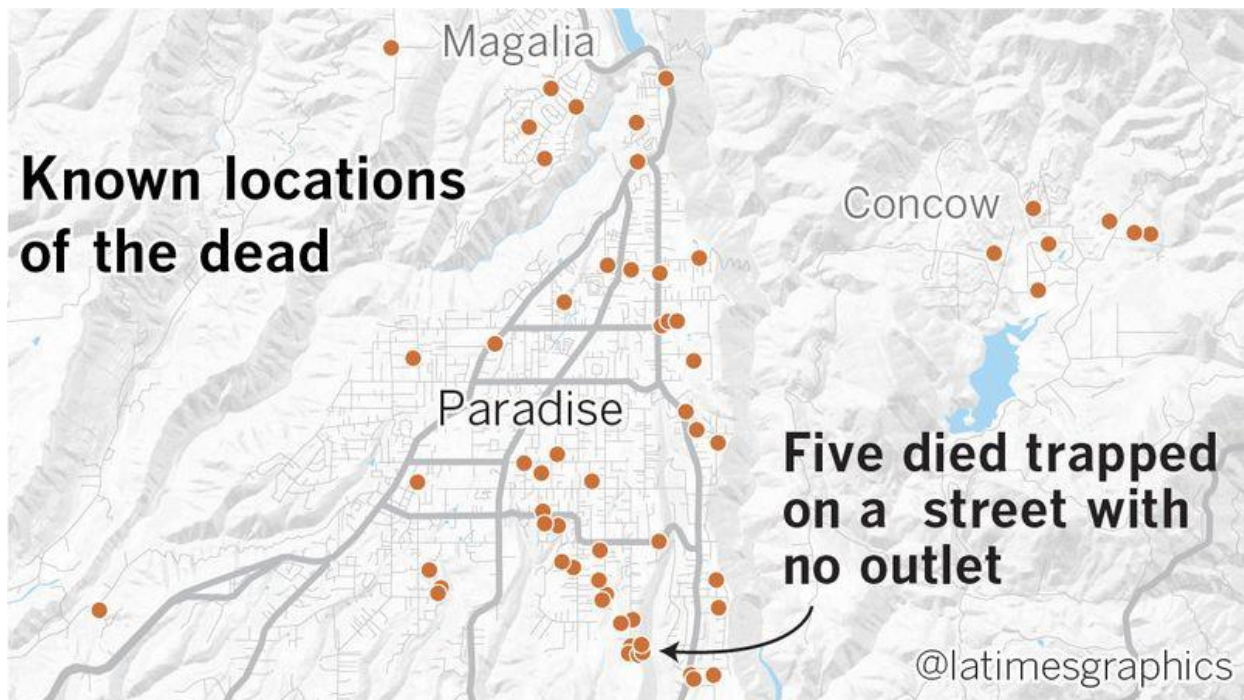 Magalia
Known locations
of the dead
Concow
Paradise
Five died trapped
on a street with
no outlet
@latimesgraphics